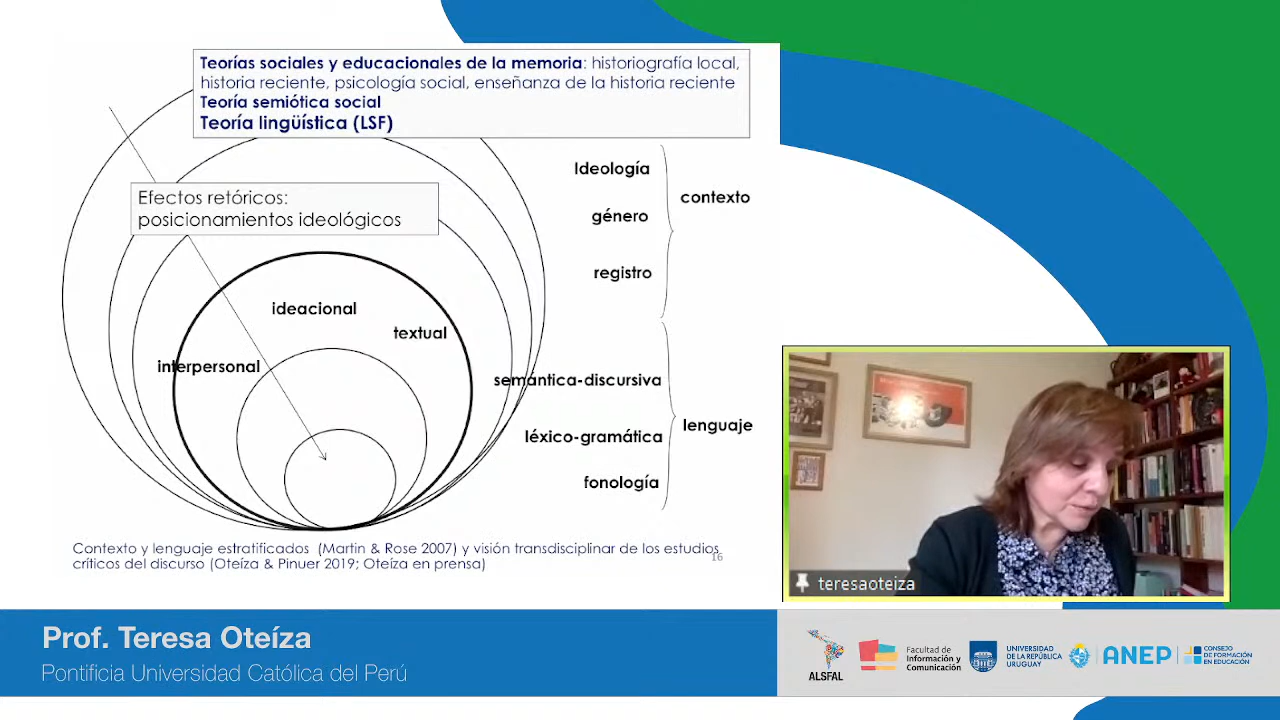 Teorías sociales y educacionales de la memoria: historiografía local,
historia reciente, psicología social, enseñanza de la historia reciente
Teoría semiótica social
Teoría lingüística (LSF)
Efectos retóricos:
posicionamientos ideológicos
Ideología
género
registro
contexto
ideacional
textual
interpersonal
semántica-discursiva
léxico-gramática
fonología
lenguaje
Contexto y lenguaje estratificados (Martin & Rose 2007) y visión transdisciplinar de los estudios
críticos del discurso (Oteíza & Pinuer 2019; Oteíza en prensa)
16
teresaoteiza
Prof. Teresa Oteíza
Pontificia Universidad Católica del Perú
ALSFAL
Facultad de
Información y
Comunicación
UNIVERSIDAD
DE LA REPÚBLICA
URUGUAY
ANEP
CONSEJO
DE FORMACIÓN
EN EDUCACIÓN